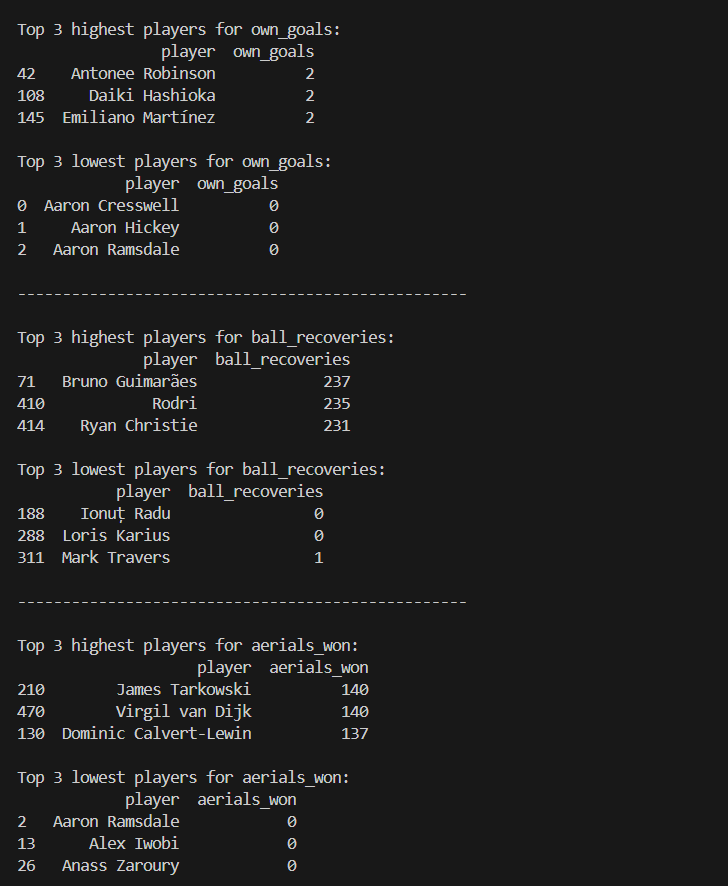 Top 3 highest players for own_goals:
player own_goals
42 Antonee Robinson 2
108 Daiki Hashioka 2
145 Emiliano Martínez 2
Top 3 lowest players for own_goals:
player own_goals
0 Aaron Cresswell 0
1 Aaron Hickey 0
2 Aaron Ramsdale 0
--------------------------------------------------
Top 3 highest players for ball_recoveries:
player ball_recoveries
71 Bruno Guimarães 237
410 Rodri 235
414 Ryan Christie 231
Top 3 lowest players for ball_recoveries:
player ball_recoveries
188 Ionuț Radu 0
288 Loris Karius 0
311 Mark Travers 1
--------------------------------------------------
Top 3 highest players for aerials_won:
player aerials_won
210 James Tarkowski 140
470 Virgil van Dijk 140
130 Dominic Calvert-Lewin 137
Top 3 lowest players for aerials_won:
player aerials_won
2 Aaron Ramsdale 0
13 Alex Iwobi 0
26 Anass Zaroury 0